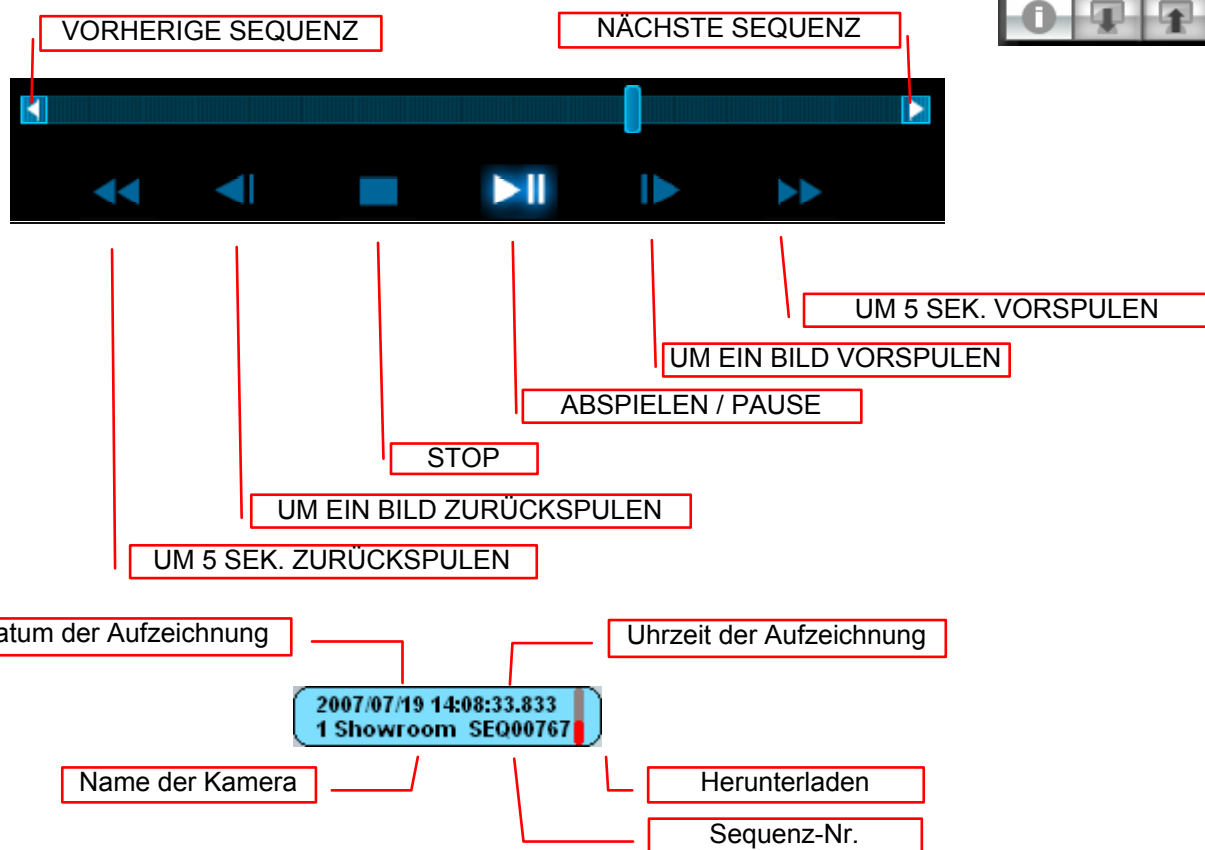 VORHERIGE SEQUENZ
NÄCHSTE SEQUENZ
UM 5 SEK. VORSPULEN
UM EIN BILD VORSPULEN
ABSPIELEN / PAUSE
STOP
UM EIN BILD ZURÜCKSPULEN
UM 5 SEK. ZURÜCKSPULEN
atum der Aufzeichnung
Uhrzeit der Aufzeichnung
2007/07/19 14:08:33.833
1 Showroom SEQ00767
Name der Kamera
Herunterladen
Sequenz-Nr.